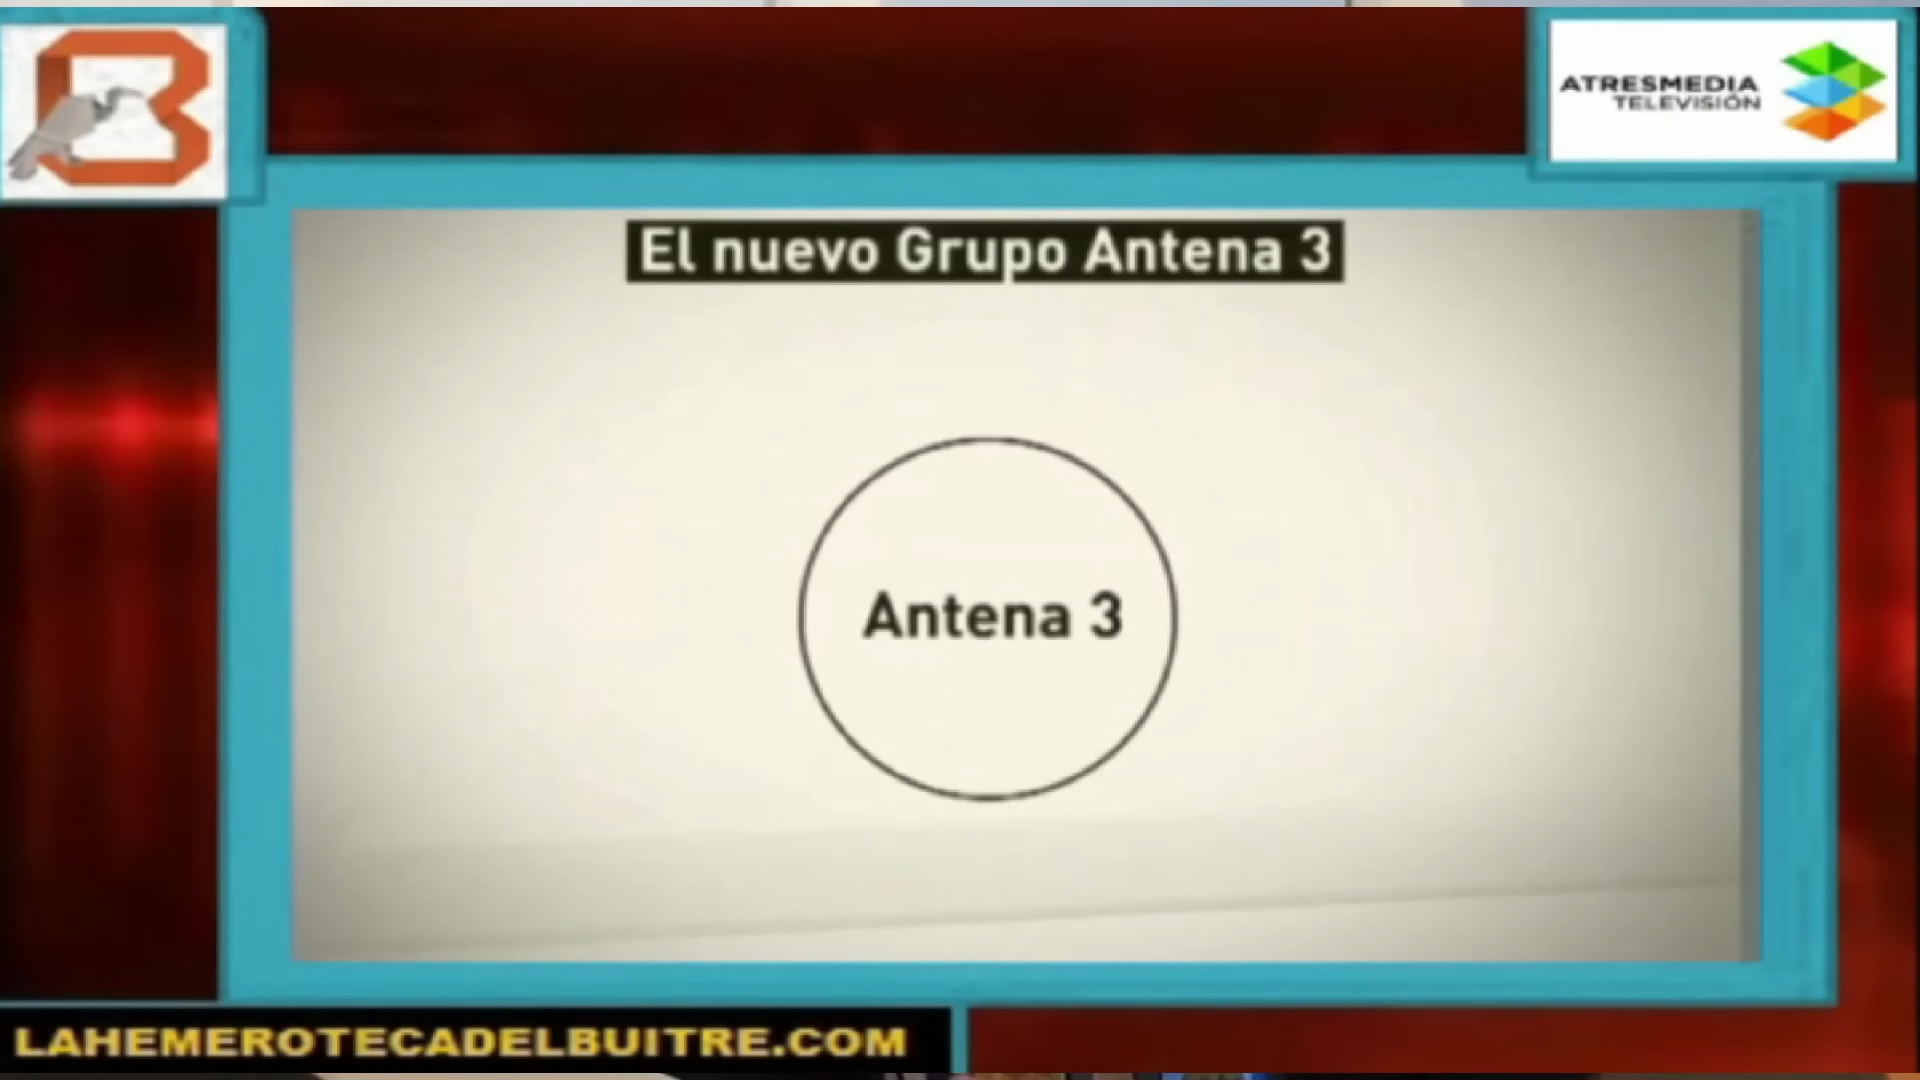 ATRESMEDIA
TELEVISIÓN
El nuevo Grupo Antena 3
Antena 3
LAHEMEROTECADELBUITRE.COM